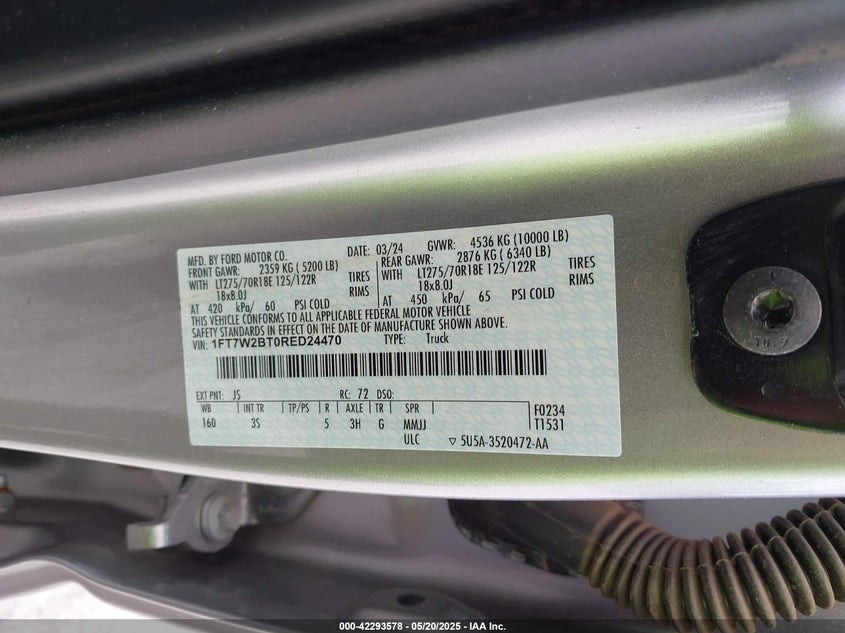 MFD. BY FORD MOTOR CO. DATE: 03/24 GVWR: 4536 KG (10000 LB)
FRONT GAWR: 2359 KG (5200 LB) REAR GAWR: 2876 KG (6340 LB)
WITH LT275/70R18E 125/122R TIRES WITH LT275/70R18E 125/122R TIRES
18x8.0J RIMS 18x8.0J RIMS
AT 420 kPa/ 60 PSI COLD AT 450 kPa/ 65 PSI COLD
THIS VEHICLE CONFORMS TO ALL APPLICABLE FEDERAL MOTOR VEHICLE
SAFETY STANDARDS IN EFFECT ON THE DATE OF MANUFACTURE SHOWN ABOVE.
VIN: 1FT7W2BT0RED24470 TYPE: Truck
EXT PNT: JS RC: 72 DSO:
WB INT TR TP/PS R AXLE TR SPR F0234
160 3S 5 3H G MMJJ T1531
ULC ▽ 5U5A-3520472-AA
10.9
000-42293578 - 05/20/2025 - IAA Inc.